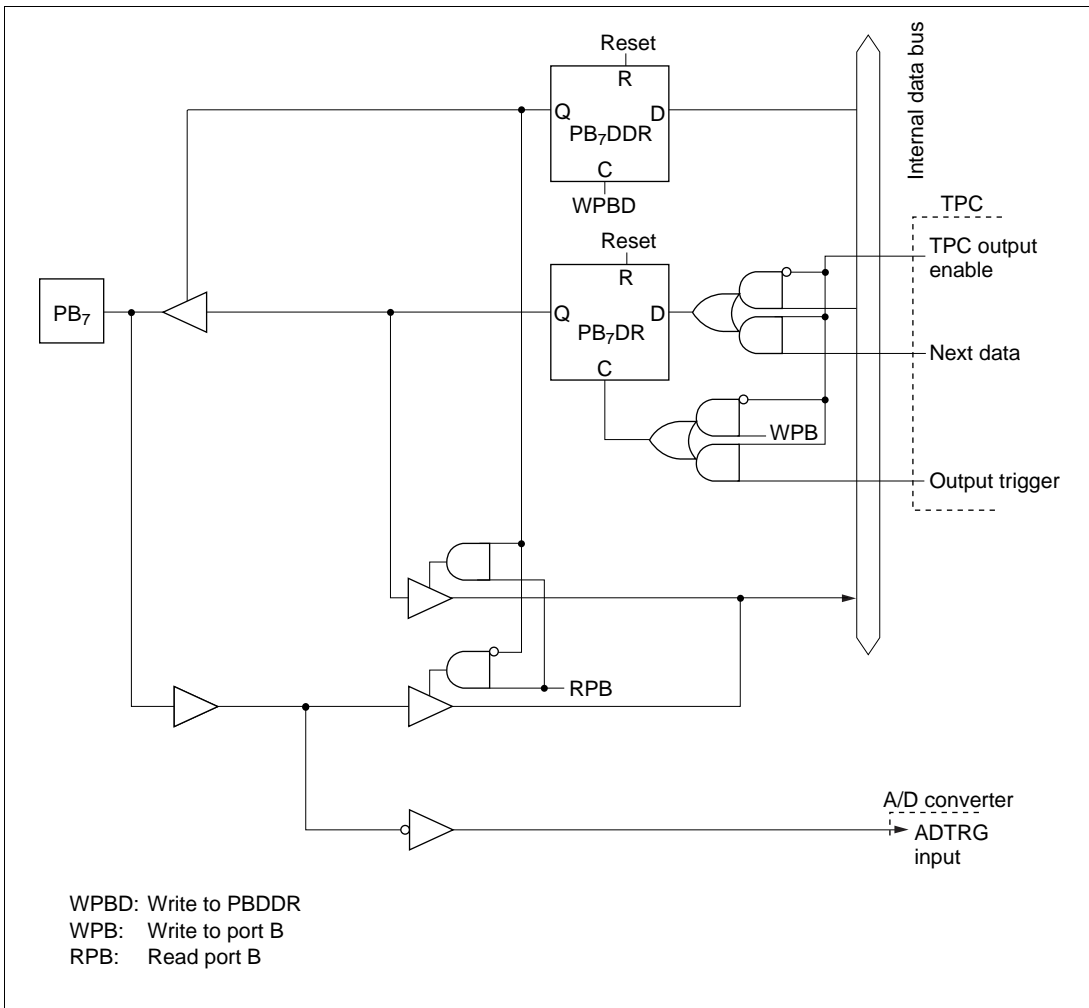 Reset
R
Q
D
PB₇DDR
C
WPBD
Internal data bus
TPC
TPC output
enable
Reset
R
PB₇
Q
D
PB₇DR
C
Next data
WPB
Output trigger
RPB
A/D converter
ADTRG
input
WPBD: Write to PBDDR
WPB: Write to port B
RPB: Read port B